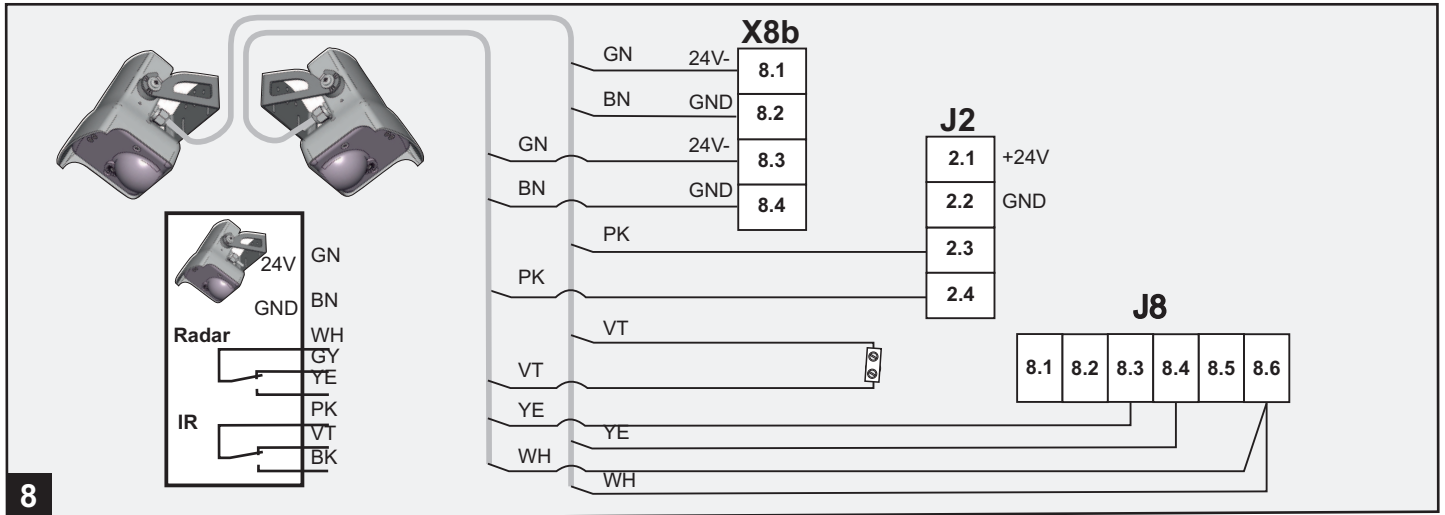 X8b
GN 24V- 8.1
BN GND 8.2
GN 24V- 8.3
BN GND 8.4
J2
2.1 +24V
2.2 GND
PK 2.3
PK 2.4
24V GN
GND BN
Radar WH
GY
YE
IR PK
VT
BK
VT
VT
J8
8.1 8.2 8.3 8.4 8.5 8.6
YE
YE
WH
WH
8